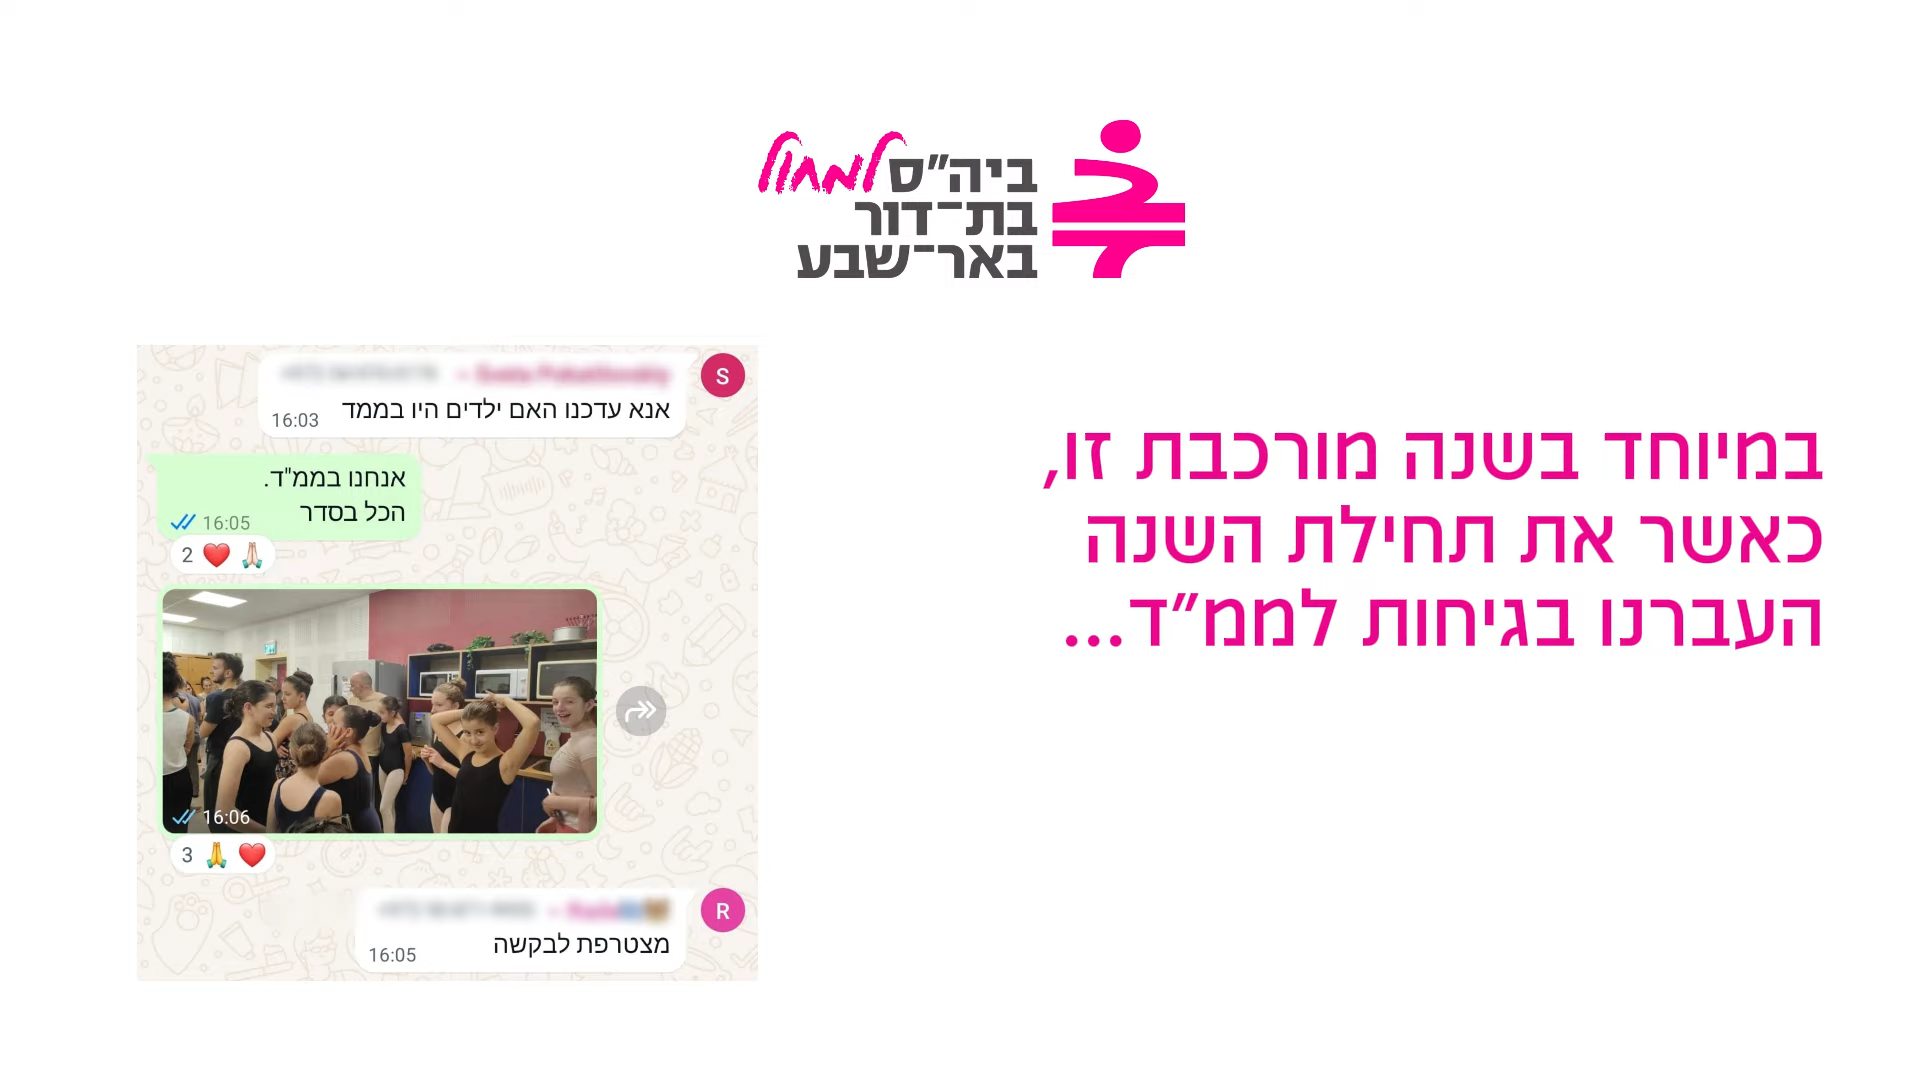 ביה"ס למחול
בת-דור
באר-שבע
במיוחד בשנה מורכבת זו,
כאשר את תחילת השנה
העברנו בגיחות לממ"ד...
S
אנא עדכנו האם ילדים היו בממד
16:03
אנחנו בממ"ד.
הכל בסדר
16:05
2
16:06
3
R
מצטרפת לבקשה
16:05